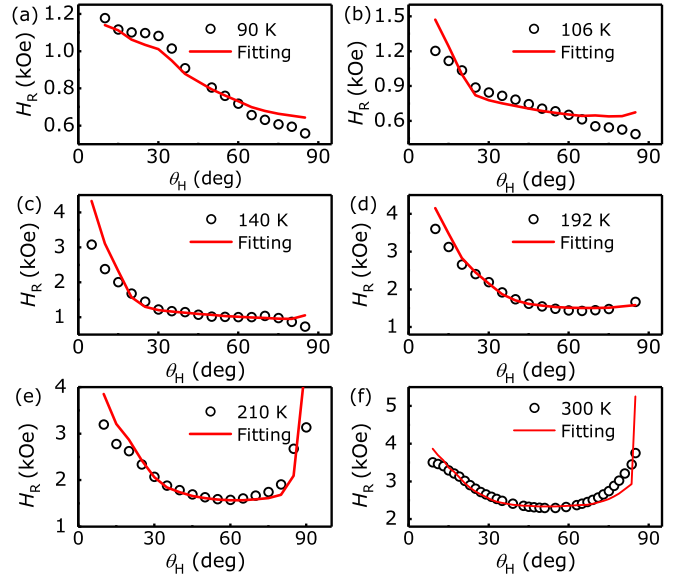 (a)
1.2
1.0
0.8
0.6
H_R (kOe)
90 K
Fitting
0 30 60 90
θ_H (deg)
(b)
1.5
1.2
0.9
0.6
H_R (kOe)
106 K
Fitting
0 30 60 90
θ_H (deg)
(c)
4
3
2
1
H_R (kOe)
140 K
Fitting
0 30 60 90
θ_H (deg)
(d)
4
3
2
1
H_R (kOe)
192 K
Fitting
0 30 60 90
θ_H (deg)
(e)
4
3
2
1
H_R (kOe)
210 K
Fitting
0 30 60 90
θ_H (deg)
(f)
5
4
3
2
H_R (kOe)
300 K
Fitting
0 30 60 90
θ_H (deg)